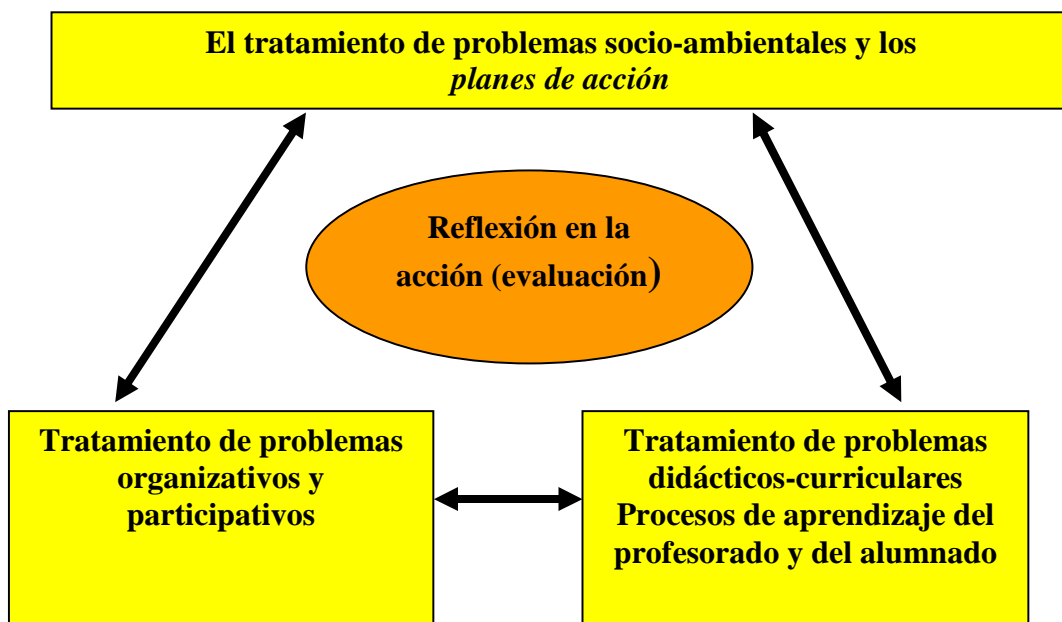 El tratamiento de problemas socio-ambientales y los
planes de acción
Reflexión en la
acción (evaluación)
Tratamiento de problemas
organizativos y
participativos
Tratamiento de problemas
didácticos-curriculares
Procesos de aprendizaje del
profesorado y del alumnado